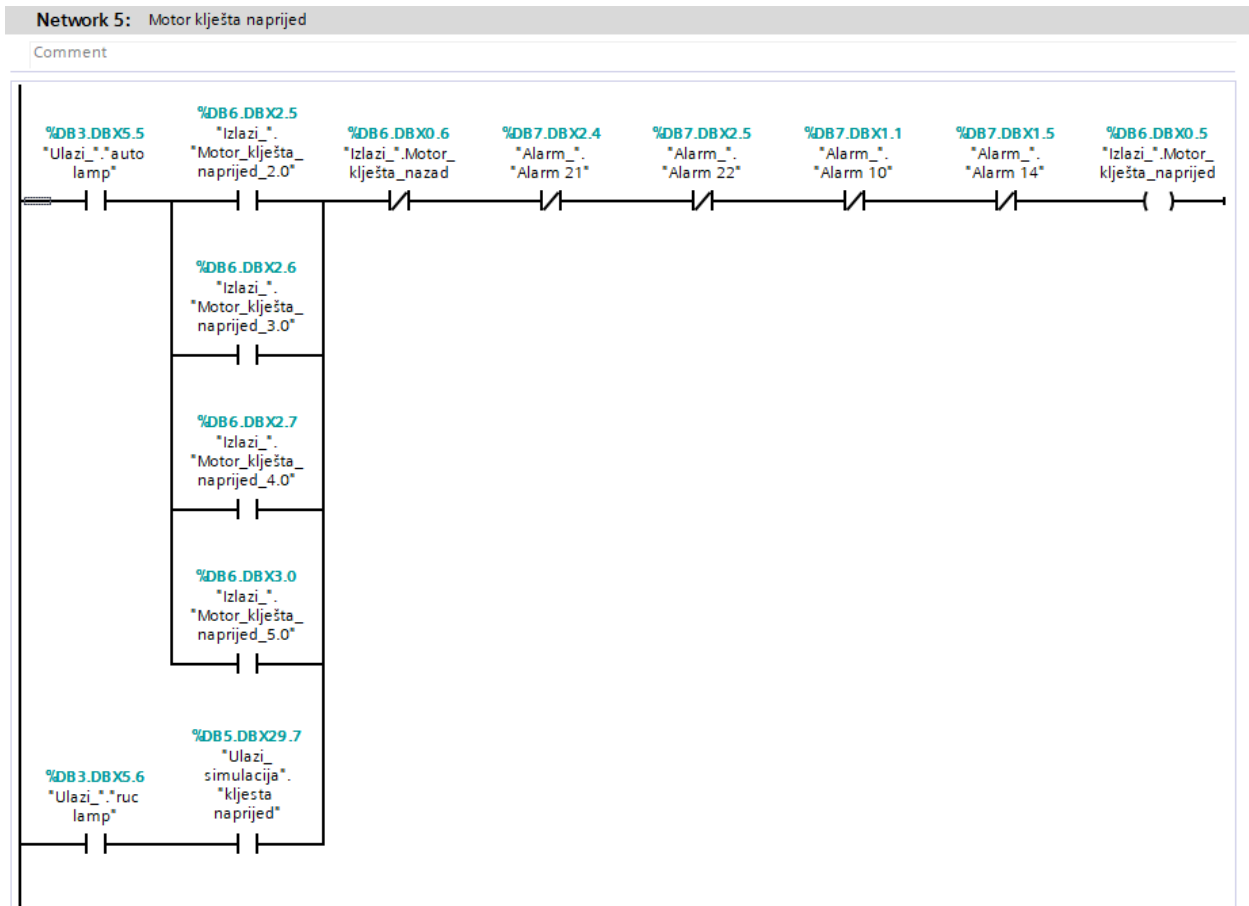 Network 5: Motor klješta naprijed
Comment
%DB3.DBX5.5
"Ulazi_"."auto
lamp"
%DB6.DBX2.5
"Izlazi_".
"Motor_klješta_
naprijed_2.0"
%DB6.DBX0.6
"Izlazi_".Motor_
klješta_nazad
%DB7.DBX2.4
"Alarm_".
"Alarm 21"
%DB7.DBX2.5
"Alarm_".
"Alarm 22"
%DB7.DBX1.1
"Alarm_".
"Alarm 10"
%DB7.DBX1.5
"Alarm_".
"Alarm 14"
%DB6.DBX0.5
"Izlazi_".Motor_
klješta_naprijed
%DB6.DBX2.6
"Izlazi_".
"Motor_klješta_
naprijed_3.0"
%DB6.DBX2.7
"Izlazi_".
"Motor_klješta_
naprijed_4.0"
%DB6.DBX3.0
"Izlazi_".
"Motor_klješta_
naprijed_5.0"
%DB3.DBX5.6
"Ulazi_"."ruc
lamp"
%DB5.DBX29.7
"Ulazi_
simulacija".
"kljesta
naprijed"